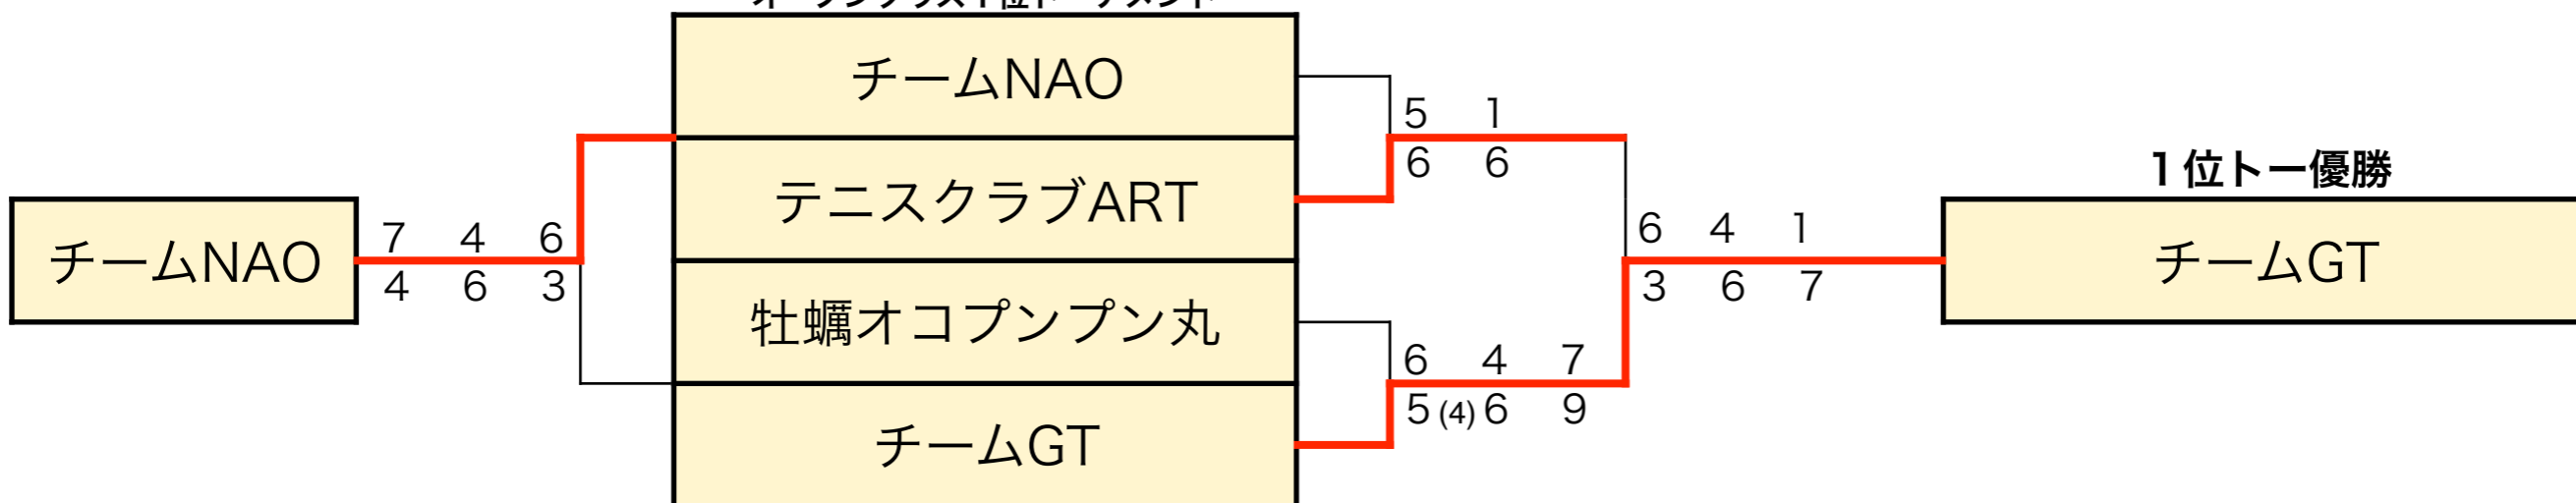 チームNAO
5 1
6 6
テニスクラブART
１位トー優勝
チームNAO
7 4 6
4 6 3
6 4 1
3 6 7
チームGT
牡蠣オコプンプン丸
6 4 7
5 (4) 6 9
チームGT